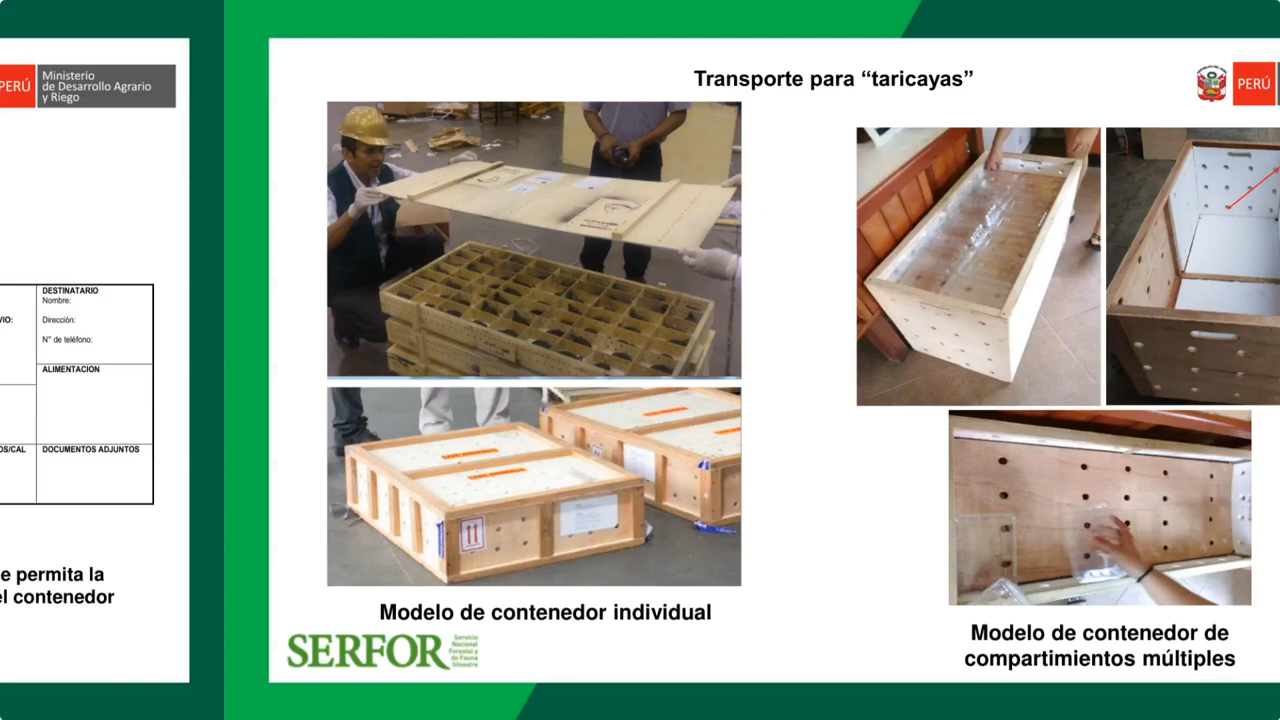 PERÚ
Ministerio
de Desarrollo Agrario
y Riego
DESTINATARIO
Nombre:
VIO:
Dirección:
N° de teléfono:
ALIMENTACION
OS/CAL
DOCUMENTOS ADJUNTOS
e permita la
el contenedor
Transporte para “taricayas”
PERÚ
Modelo de contenedor individual
SERFOR
Servicio
Nacional
Forestal y
de Fauna
Silvestre
Modelo de contenedor de
compartimientos múltiples